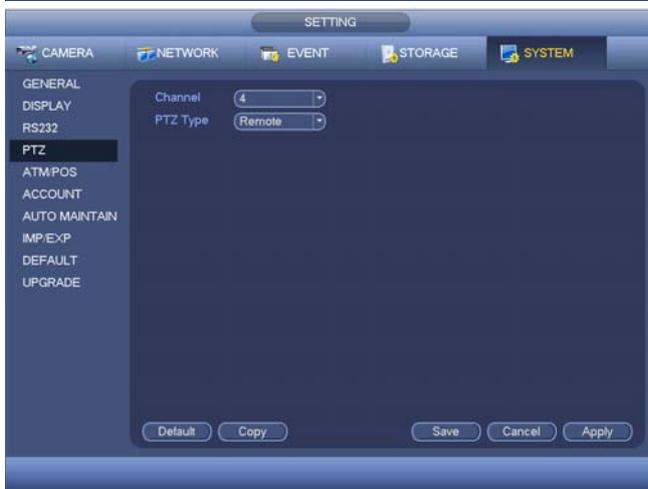 SETTING
CAMERA NETWORK EVENT STORAGE SYSTEM
GENERAL
DISPLAY
RS232
PTZ
ATM/POS
ACCOUNT
AUTO MAINTAIN
IMP/EXP
DEFAULT
UPGRADE
Channel 4
PTZ Type Remote
Default Copy Save Cancel Apply